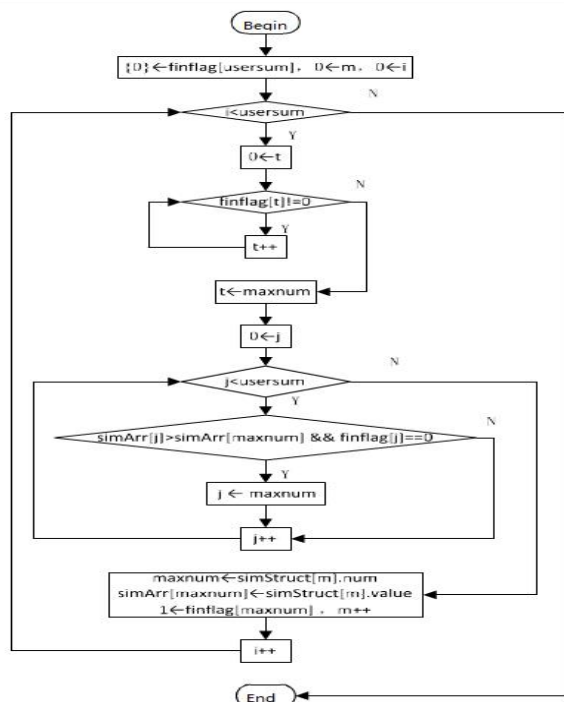 Begin
{0}←finflag[usersum]，0←m，0←i
N
i<usersum
Y
0←t
N
finflag[t]!=0
Y
t++
t←maxnum
0←j
N
j<usersum
Y
N
simArr[j]>simArr[maxnum] && finflag[j]==0
Y
j ← maxnum
j++
maxnum←simStruct[m].num
simArr[maxnum]←simStruct[m].value
1←finflag[maxnum] ，m++
i++
End